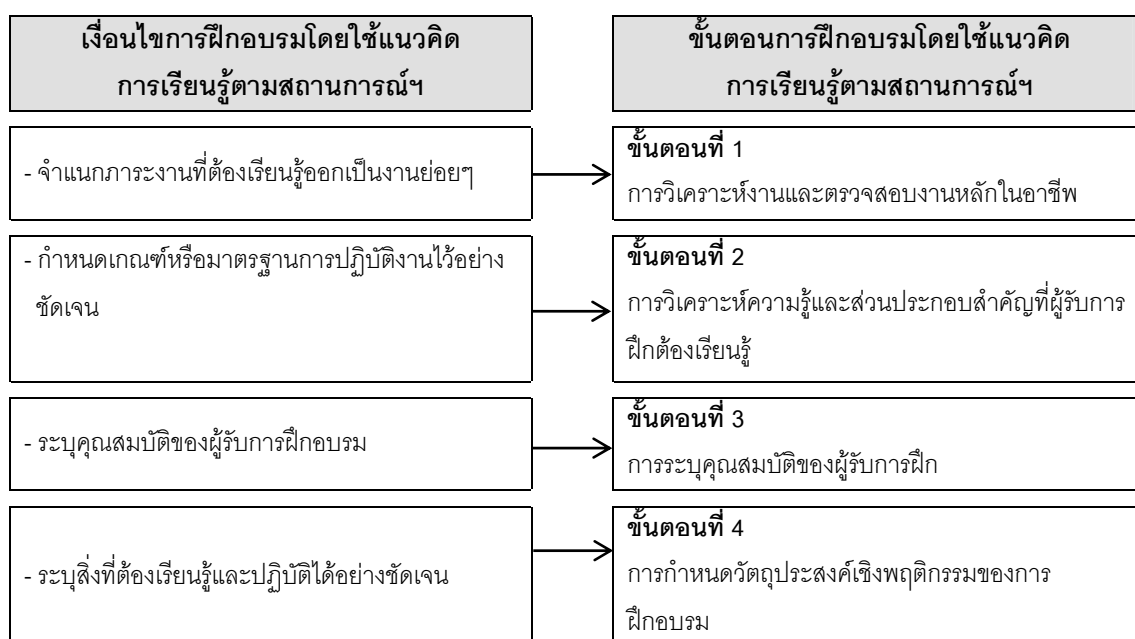 เงื่อนไขการฝึกอบรมโดยใช้แนวคิด
การเรียนรู้ตามสถานการณ์ฯ
ขั้นตอนการฝึกอบรมโดยใช้แนวคิด
การเรียนรู้ตามสถานการณ์ฯ
- จำแนกภาระงานที่ต้องเรียนรู้ออกเป็นงานย่อยๆ
ขั้นตอนที่ 1
การวิเคราะห์งานและตรวจสอบงานหลักในอาชีพ
- กำหนดเกณฑ์หรือมาตรฐานการปฏิบัติงานไว้อย่าง
ชัดเจน
ขั้นตอนที่ 2
การวิเคราะห์ความรู้และส่วนประกอบสำคัญที่ผู้รับการ
ฝึกต้องเรียนรู้
- ระบุคุณสมบัติของผู้รับการฝึกอบรม
ขั้นตอนที่ 3
การระบุคุณสมบัติของผู้รับการฝึก
- ระบุสิ่งที่ต้องเรียนรู้และปฏิบัติได้อย่างชัดเจน
ขั้นตอนที่ 4
การกำหนดวัตถุประสงค์เชิงพฤติกรรมของการ
ฝึกอบรม